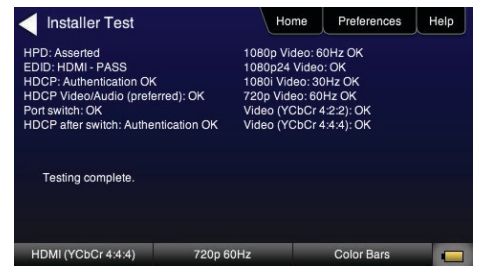 Installer Test
Home
Preferences
Help
HPD: Asserted
EDID: HDMI - PASS
HDCP: Authentication OK
HDCP Video/Audio (preferred): OK
Port switch: OK
HDCP after switch: Authentication OK
1080p Video: 60Hz OK
1080p24 Video: OK
1080i Video: 30Hz OK
720p Video: 60Hz OK
Video (YCbCr 4:2:2): OK
Video (YCbCr 4:4:4): OK
Testing complete.
HDMI (YCbCr 4:4:4)
720p 60Hz
Color Bars